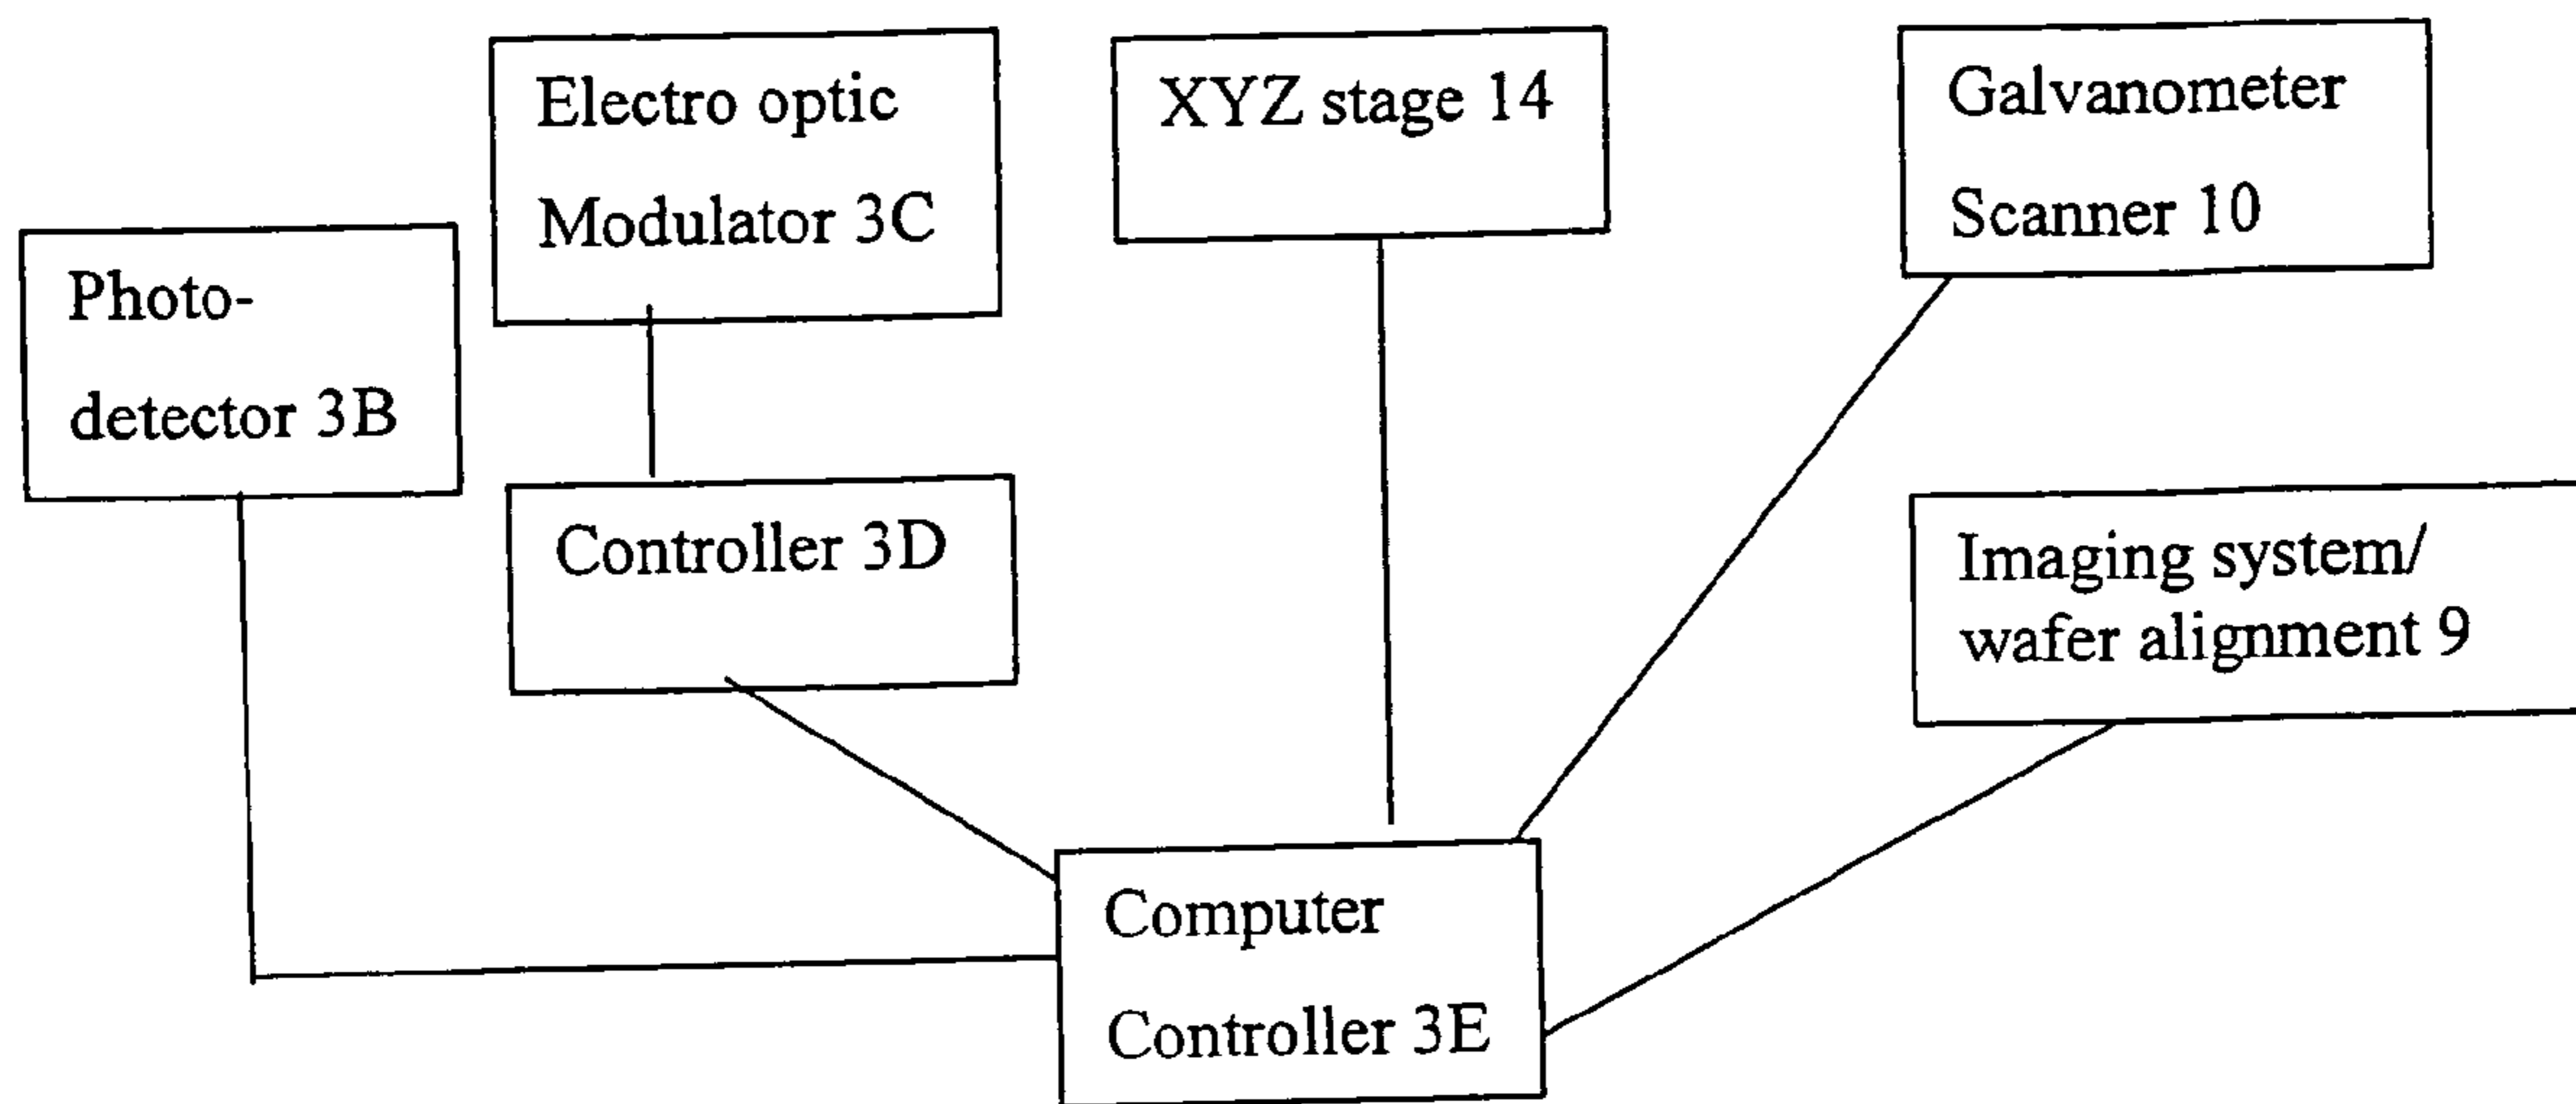 Electro optic
Modulator 3C
XYZ stage 14
Galvanometer
Scanner 10
Photo-
detector 3B
Controller 3D
Imaging system/
wafer alignment 9
Computer
Controller 3E